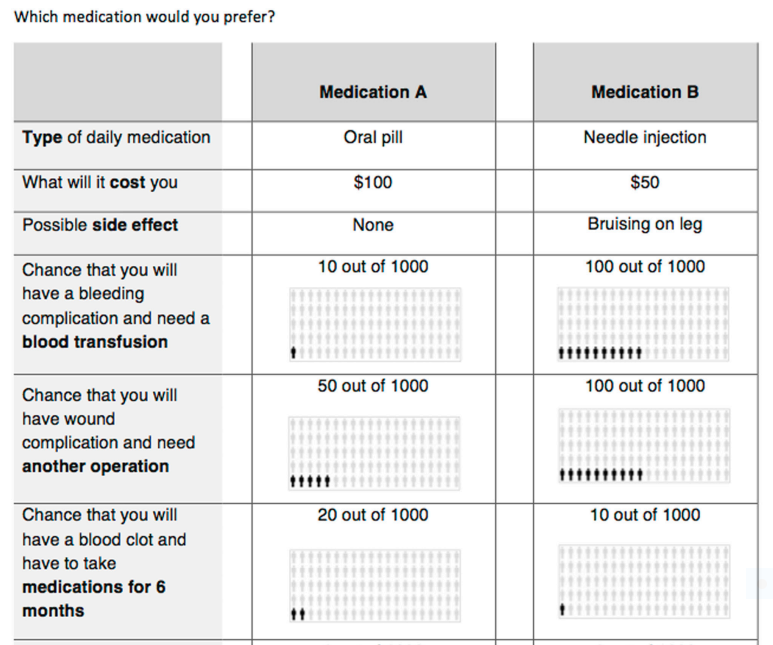 Which medication would you prefer?
Medication A Medication B
Type of daily medication Oral pill Needle injection
What will it cost you $100 $50
Possible side effect None Bruising on leg
Chance that you will 10 out of 1000 100 out of 1000
have a bleeding
complication and need a
blood transfusion
Chance that you will 50 out of 1000 100 out of 1000
have wound
complication and need
another operation
Chance that you will 20 out of 1000 10 out of 1000
have a blood clot and
have to take
medications for 6
months